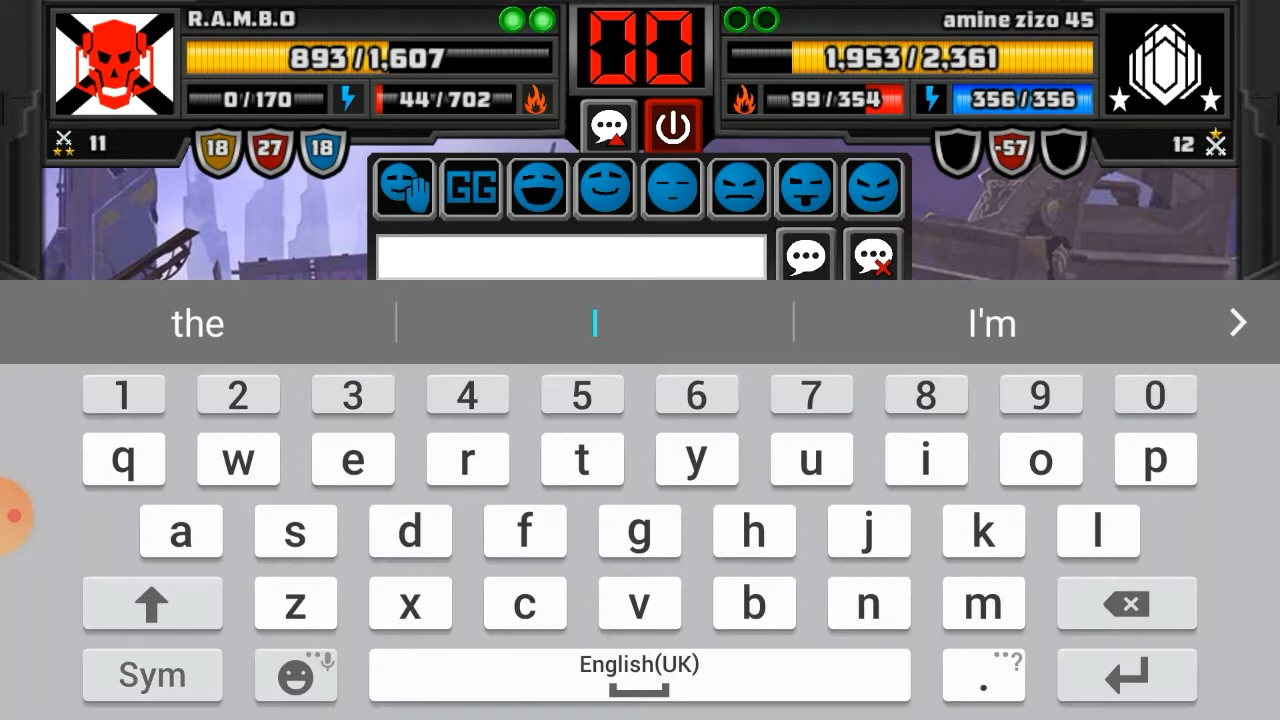 R.A.M.B.O
00
amine zizo 45
893/1,607
1,953/2,361
0/170
44/702
99/354
356/356
11
18
27
18
-57
12
GG
the
I
I'm
1 2 3 4 5 6 7 8 9 0
q w e r t y u i o p
a s d f g h j k l
z x c v b n m
Sym
English(UK)
. ?